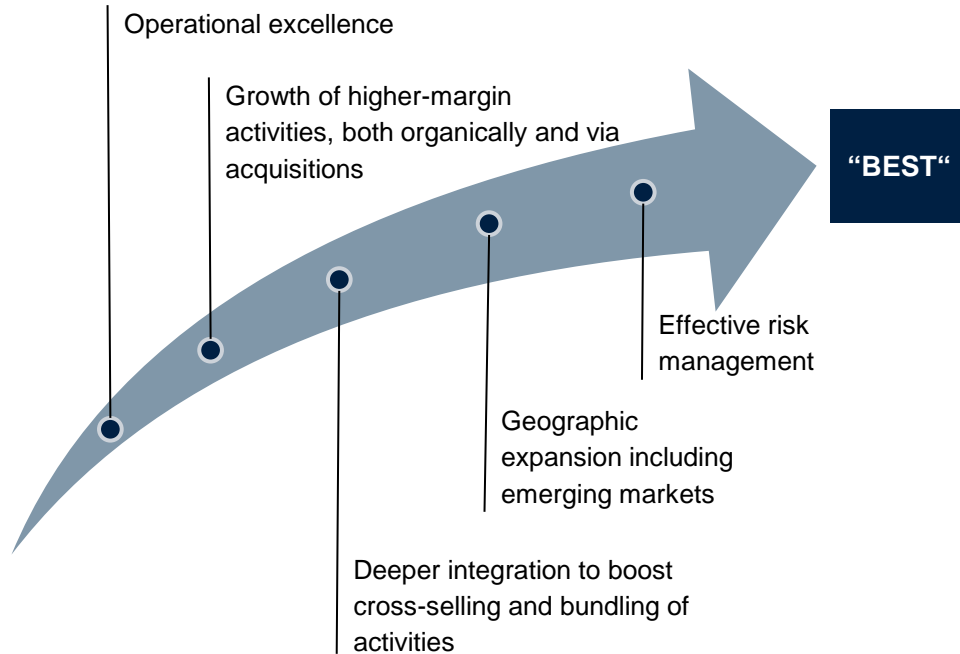 Operational excellence
Growth of higher-margin
activities, both organically and via
acquisitions
“BEST“
Effective risk
management
Geographic
expansion including
emerging markets
Deeper integration to boost
cross-selling and bundling of
activities